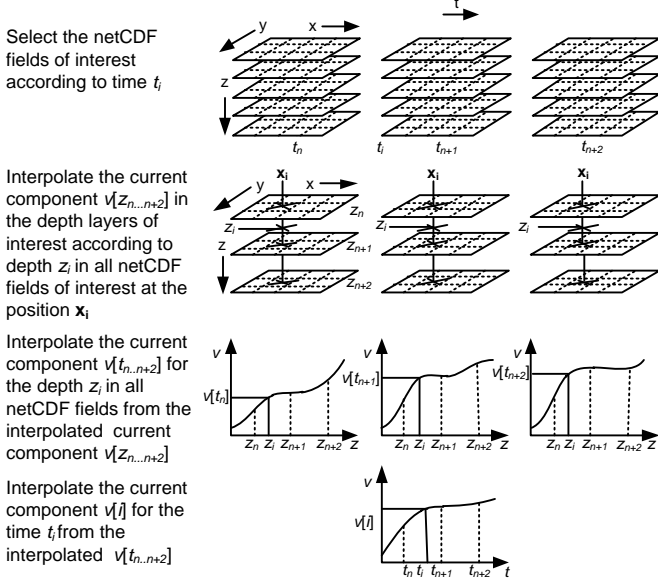 Select the netCDF
fields of interest
according to time ti
y x t
z
tn ti tn+1 tn+2
Interpolate the current
component v[zn...n+2] in
the depth layers of
interest according to
depth zi in all netCDF
fields of interest at the
position xi
xi xi xi
y x
zn
zi zi zi
z
zn+1
zn+2
Interpolate the current
component v[tn..n+2] for
the depth zi in all
netCDF fields from the
interpolated current
component v[zn...n+2]
v v v
v[tn] v[tn+1] v[tn+2]
zn zi zn+1 zn+2 z zn zi zn+1 zn+2 z zn zi zn+1 zn+2 z
Interpolate the current
component v[i] for the
time ti from the
interpolated v[tn..n+2]
v
v[i]
tn ti tn+1 tn+2 t